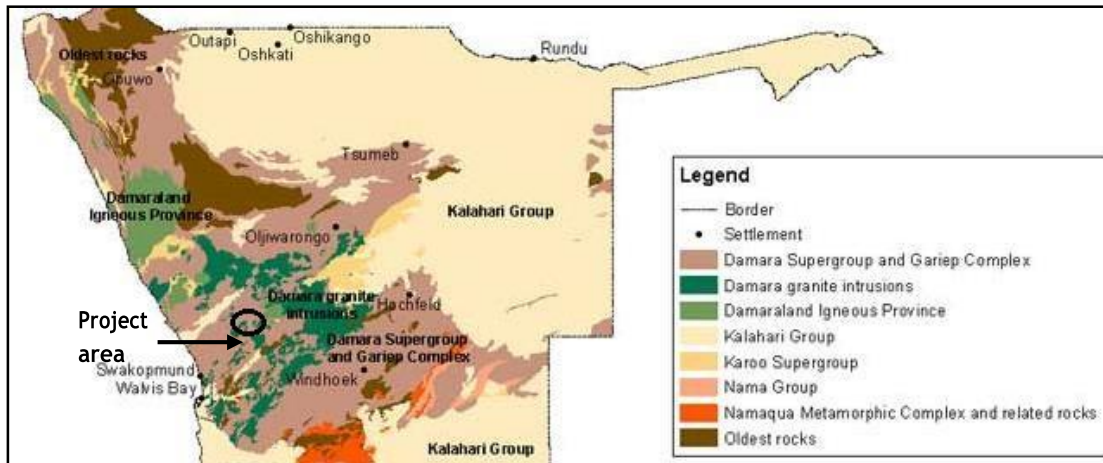 Oldest rocks
Opuwo
Outapi
Oshikango
Oshkati
Rundu
Tsumeb
Damaraland
Igneous Province
Kalahari Group
Oljiwarongo
Damara granite
intrusions
Hochfeld
Project
area
Damara Supergroup
and Gariep Complex
Swakopmund
Walvis Bay
Windhoek
Kalahari Group
Legend
Border
Settlement
Damara Supergroup and Gariep Complex
Damara granite intrusions
Damaraland Igneous Province
Kalahari Group
Karoo Supergroup
Nama Group
Namaqua Metamorphic Complex and related rocks
Oldest rocks